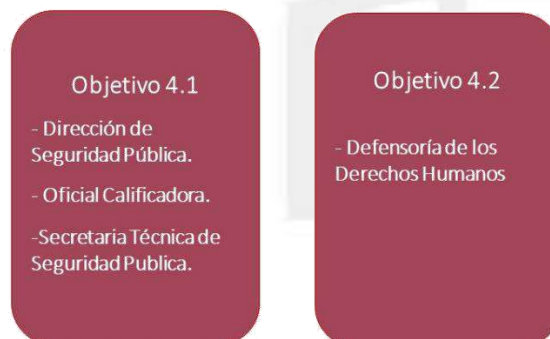 Objetivo 4.1
- Dirección de
Seguridad Pública.
- Oficial Calificadora.
-Secretaria Técnica de
Seguridad Publica.
Objetivo 4.2
- Defensoría de los
Derechos Humanos